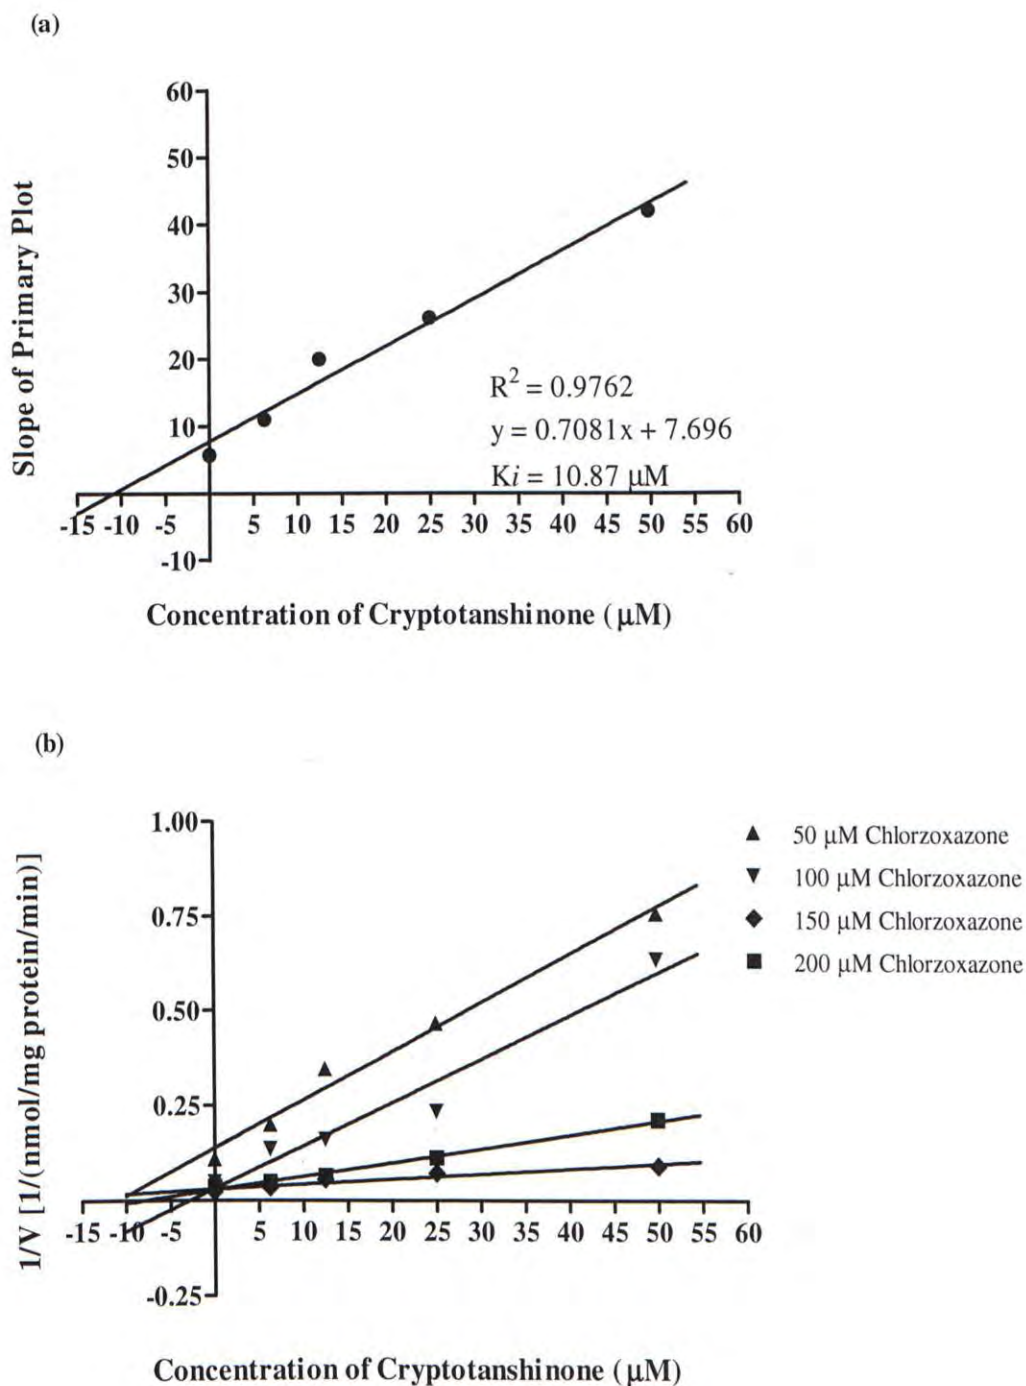 (a)
60
50
40
30
20
10
-10
-15 -10 -5 5 10 15 20 25 30 35 40 45 50 55 60
Slope of Primary Plot
R² = 0.9762
y = 0.7081x + 7.696
Ki = 10.87 μM
Concentration of Cryptotanshinone (μM)
(b)
1.00
0.75
0.50
0.25
-0.25
-15 -10 -5 5 10 15 20 25 30 35 40 45 50 55 60
1/V [1/(nmol/mg protein/min)]
50 μM Chlorzoxazone
100 μM Chlorzoxazone
150 μM Chlorzoxazone
200 μM Chlorzoxazone
Concentration of Cryptotanshinone (μM)